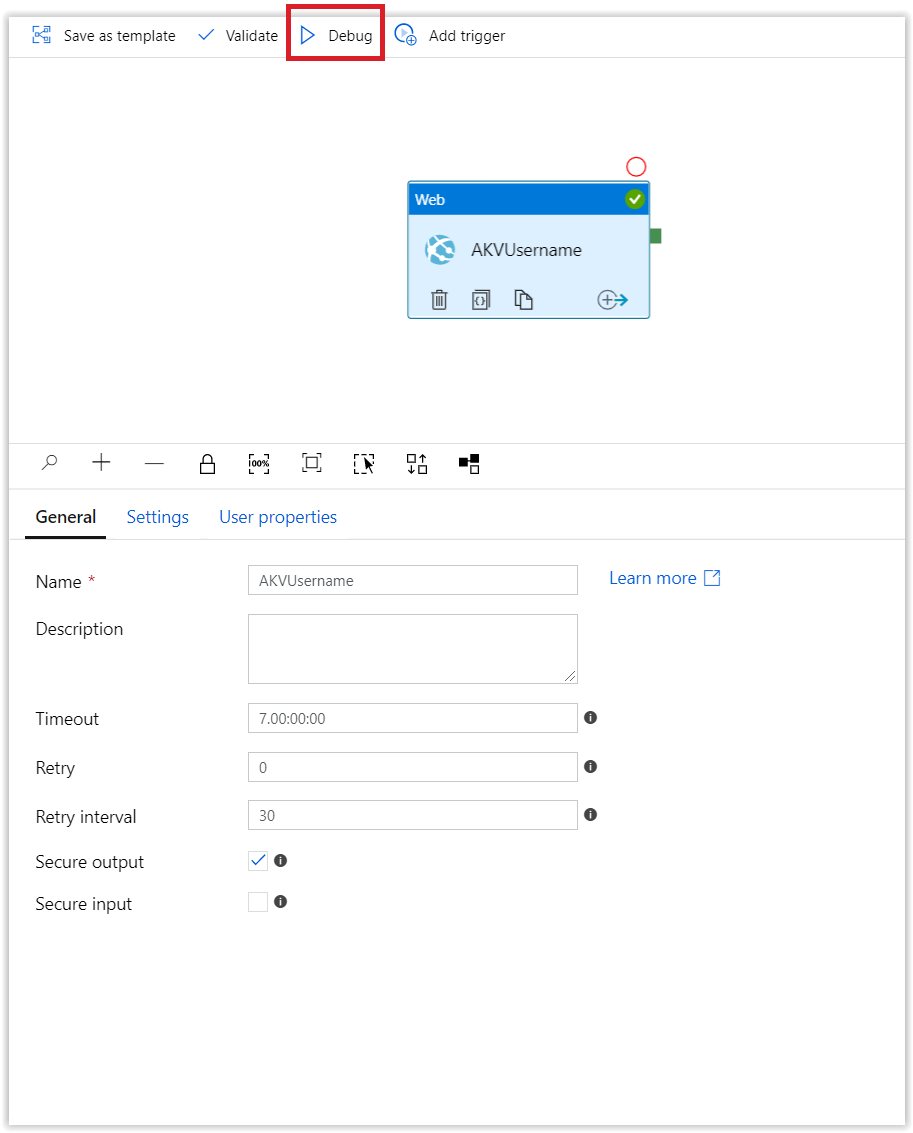 Save as template Validate Debug Add trigger
Web
AKVUsername
100%
General Settings User properties
Name * AKVUsername Learn more
Description
Timeout 7.00:00:00
Retry 0
Retry interval 30
Secure output
Secure input